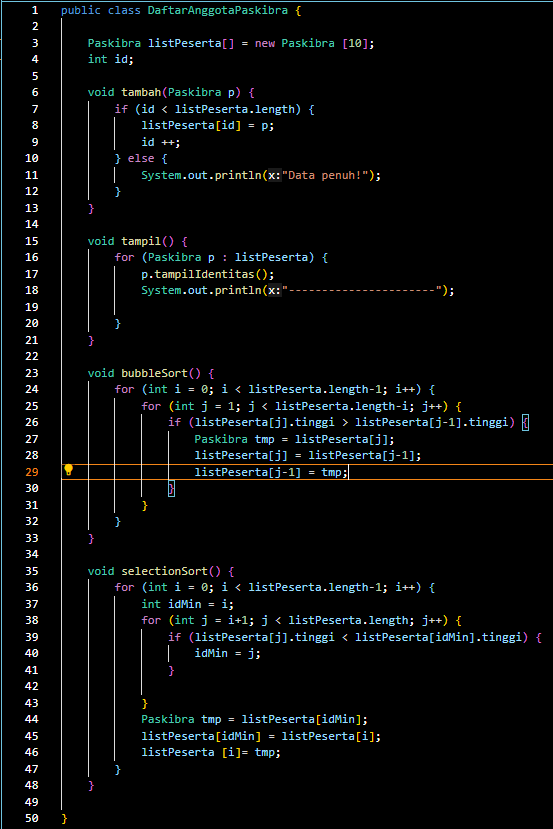 1 public class DaftarAnggotaPaskibra {
2
3     Paskibra listPeserta[] = new Paskibra [10];
4     int id;
5
6     void tambah(Paskibra p) {
7         if (id < listPeserta.length) {
8             listPeserta[id] = p;
9             id ++;
10         } else {
11             System.out.println(x:"Data penuh!");
12         }
13     }
14
15     void tampil() {
16         for (Paskibra p : listPeserta) {
17             p.tampilIdentitas();
18             System.out.println(x:"----------------------");
19
20         }
21     }
22
23     void bubbleSort() {
24         for (int i = 0; i < listPeserta.length-1; i++) {
25             for (int j = 1; j < listPeserta.length-i; j++) {
26                 if (listPeserta[j].tinggi > listPeserta[j-1].tinggi) {
27                     Paskibra tmp = listPeserta[j];
28                     listPeserta[j] = listPeserta[j-1];
29                     listPeserta[j-1] = tmp;
30                 }
31             }
32         }
33     }
34
35     void selectionSort() {
36         for (int i = 0; i < listPeserta.length-1; i++) {
37             int idMin = i;
38             for (int j = i+1; j < listPeserta.length; j++) {
39                 if (listPeserta[j].tinggi < listPeserta[idMin].tinggi) {
40                     idMin = j;
41                 }
42
43             }
44             Paskibra tmp = listPeserta[idMin];
45             listPeserta[idMin] = listPeserta[i];
46             listPeserta [i]= tmp;
47         }
48     }
49
50 }